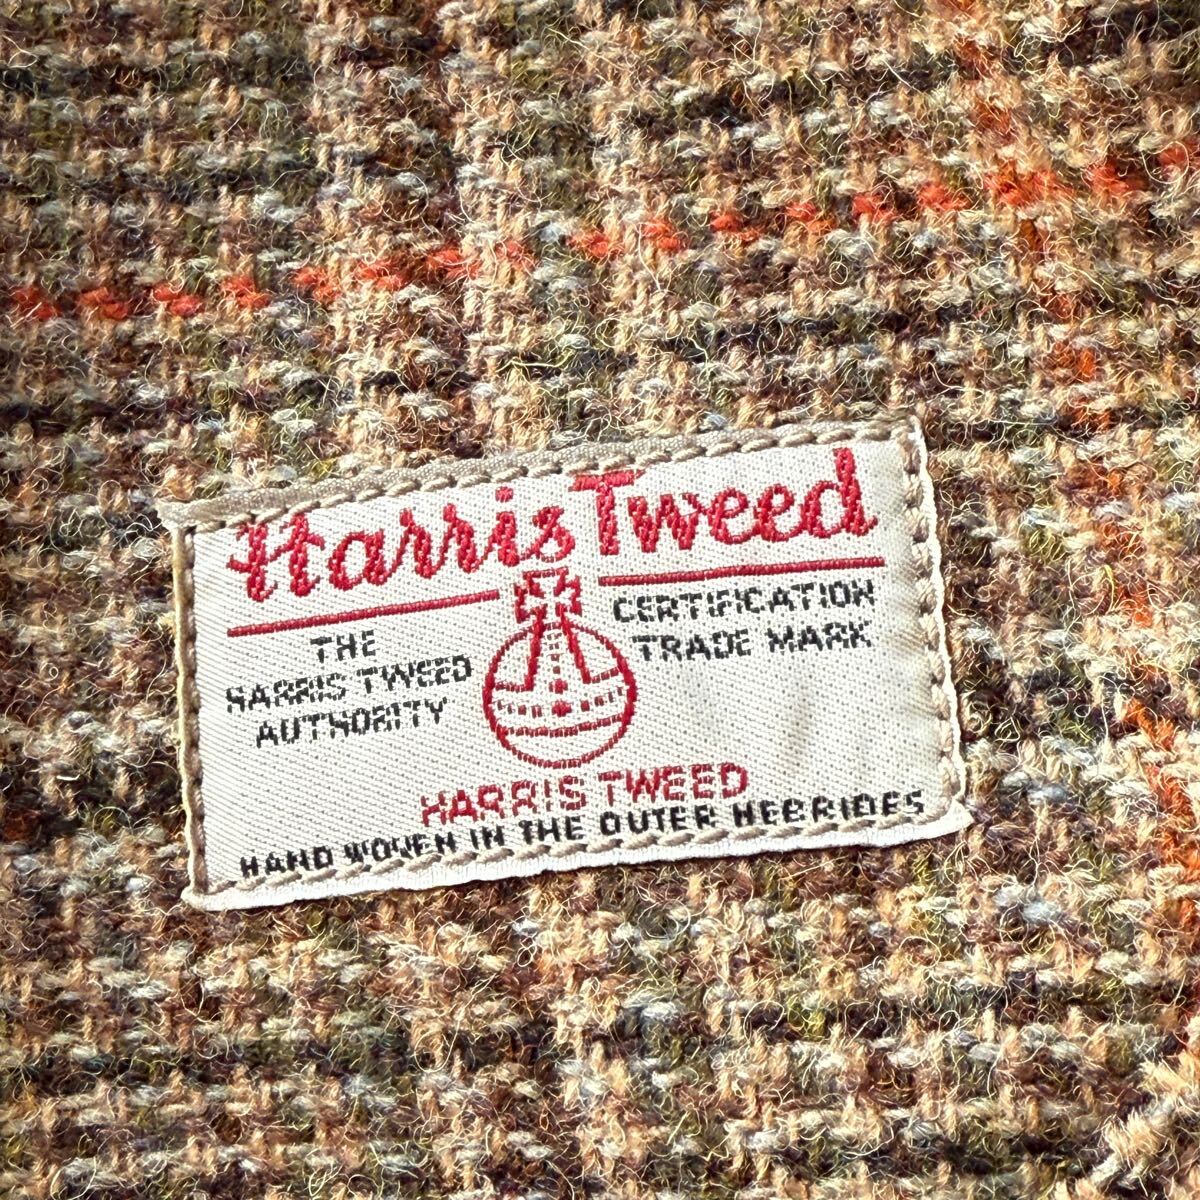 Harris Tweed
THE
HARRIS TWEED
AUTHORITY
CERTIFICATION
TRADE MARK
HARRIS TWEED
HAND WOVEN IN THE OUTER HEBRIDES